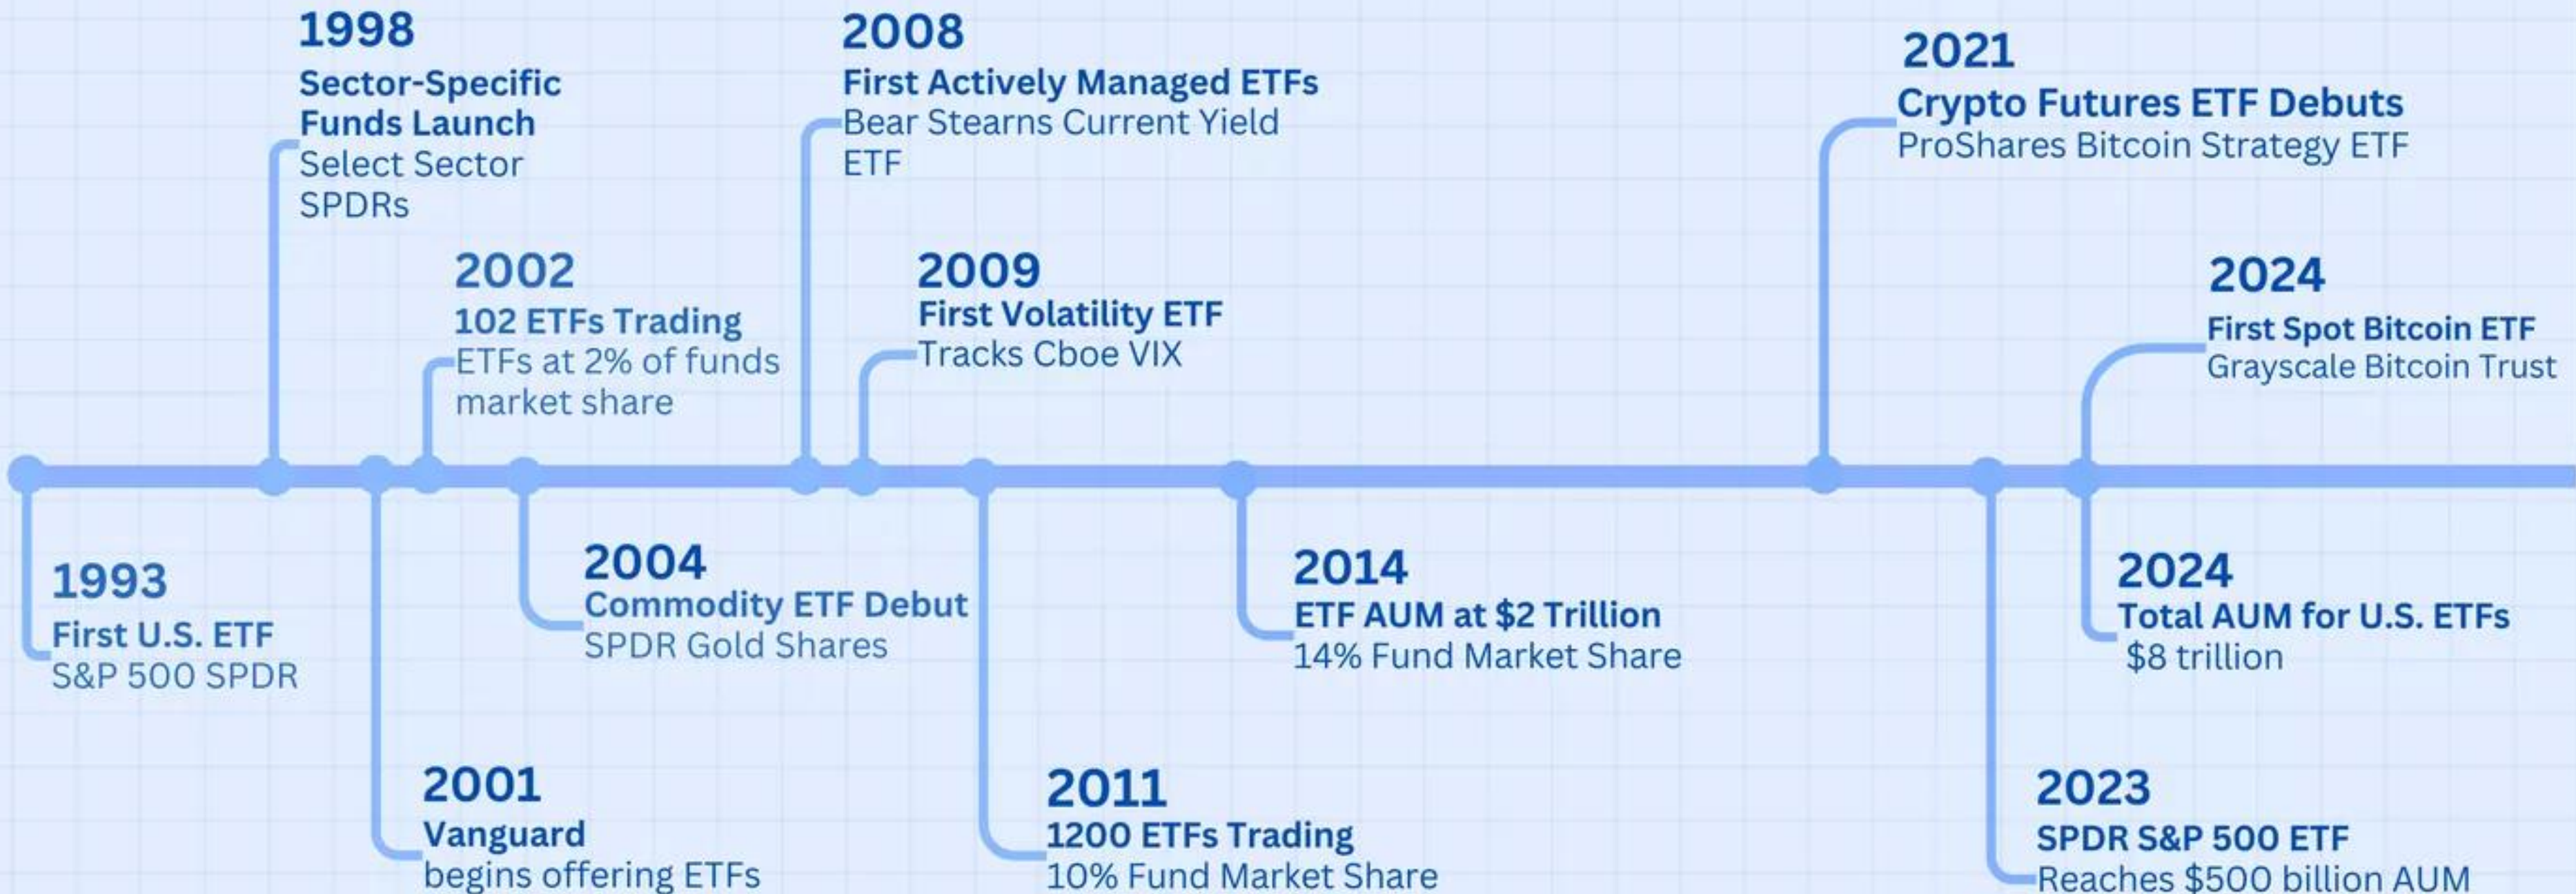 1998
Sector-Specific
Funds Launch
Select Sector
SPDRs
2002
102 ETFs Trading
ETFs at 2% of funds
market share
2008
First Actively Managed ETFs
Bear Stearns Current Yield
ETF
2009
First Volatility ETF
Tracks Cboe VIX
2021
Crypto Futures ETF Debuts
ProShares Bitcoin Strategy ETF
2024
First Spot Bitcoin ETF
Grayscale Bitcoin Trust
1993
First U.S. ETF
S&P 500 SPDR
2001
Vanguard
begins offering ETFs
2004
Commodity ETF Debut
SPDR Gold Shares
2011
1200 ETFs Trading
10% Fund Market Share
2014
ETF AUM at $2 Trillion
14% Fund Market Share
2024
Total AUM for U.S. ETFs
$8 trillion
2023
SPDR S&P 500 ETF
Reaches $500 billion AUM